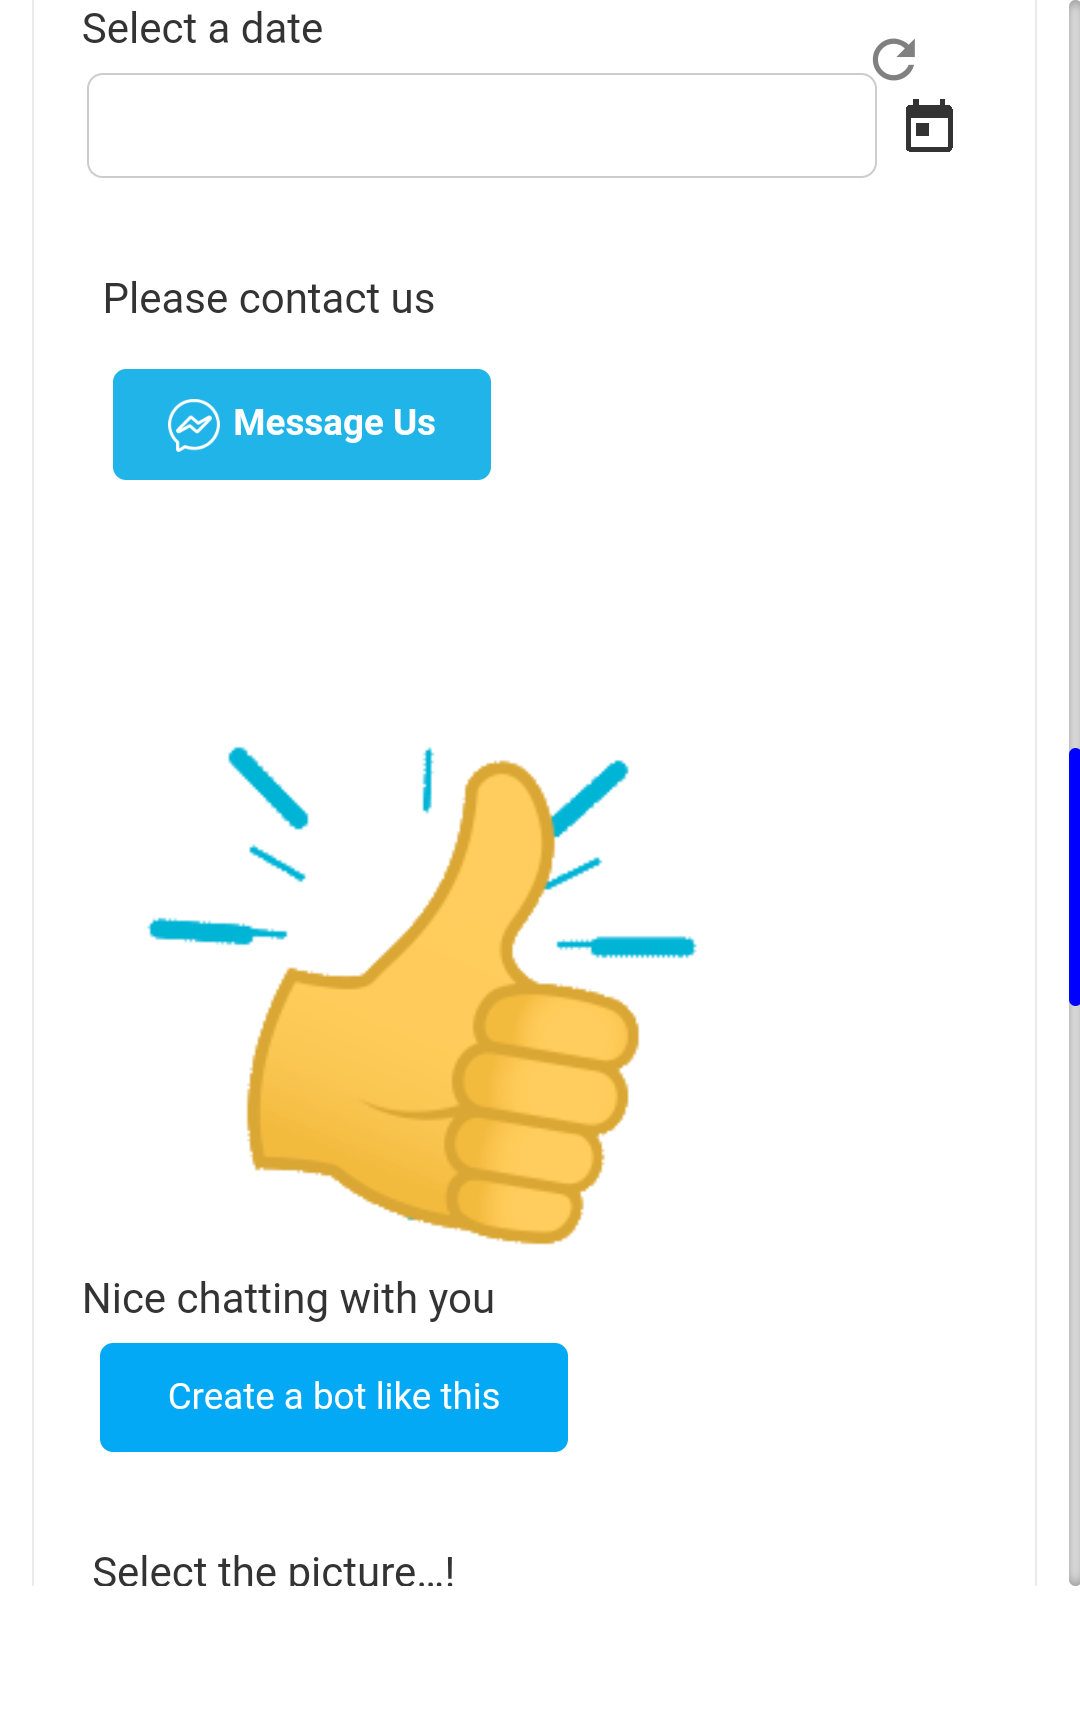 Select a date
Please contact us
Message Us
Nice chatting with you
Create a bot like this
Select the picture...!